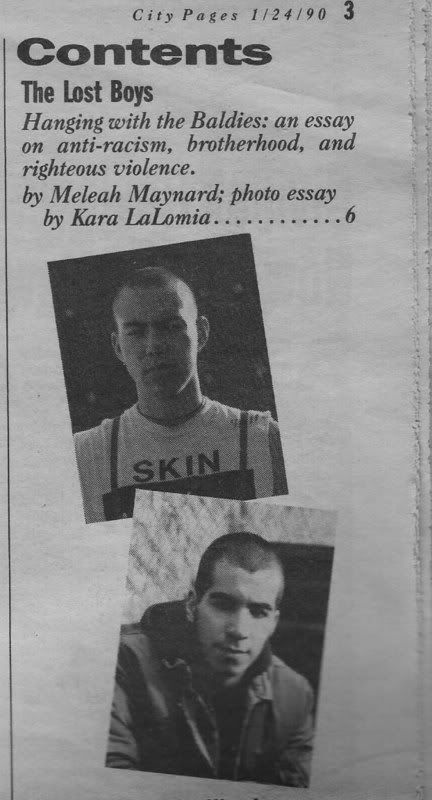 City Pages 1/24/90 3
Contents
The Lost Boys
Hanging with the Baldies: an essay
on anti-racism, brotherhood, and
righteous violence.
by Meleah Maynard; photo essay
by Kara LaLomia............6
SKIN